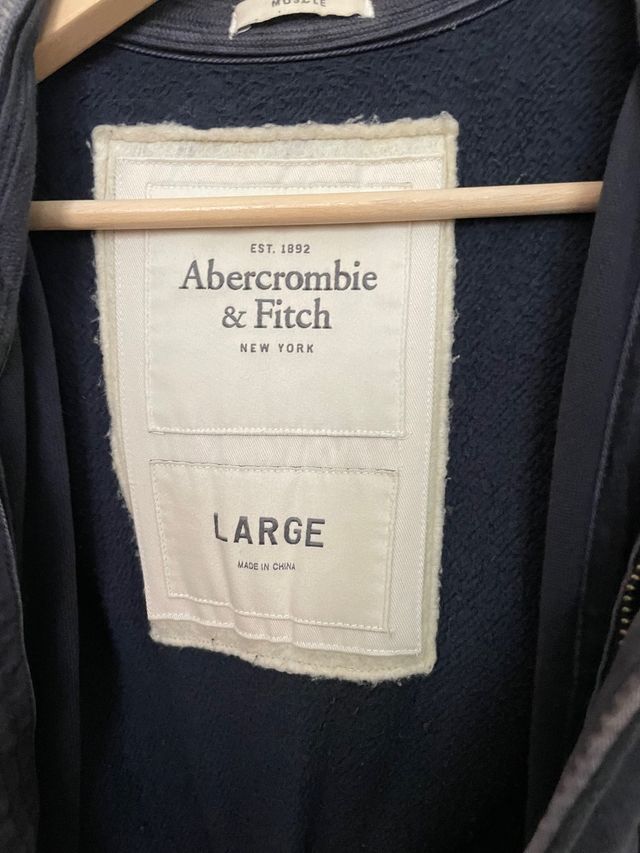 MUSCLE
EST. 1892
Abercrombie
& Fitch
NEW YORK
LARGE
MADE IN CHINA